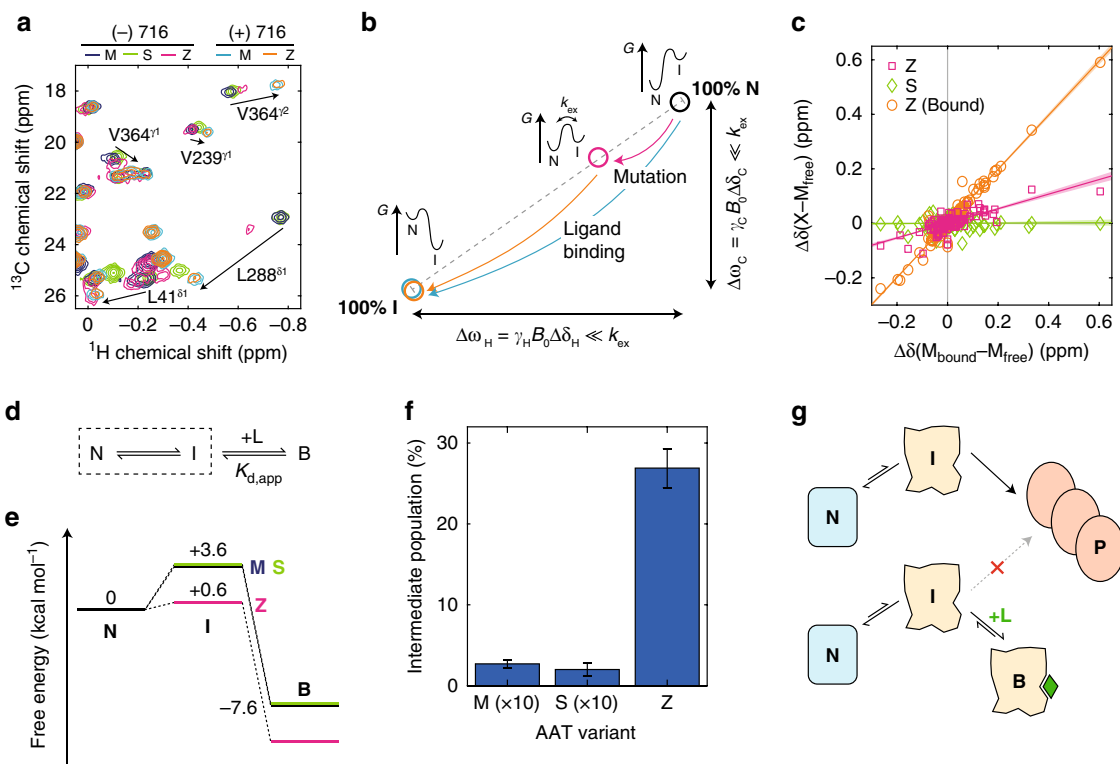 a
(–) 716 (+) 716
M S Z M Z
18
20
22
24
26
0 −0.2 −0.4 −0.6 −0.8
¹³C chemical shift (ppm)
¹H chemical shift (ppm)
V364γ2
V364γ1
V239γ1
L288δ1
L41δ1
b
G
N
I
100% N
kex
G
N
I
Mutation
Ligand
binding
G
N
I
100% I
ΔωH = γHB0ΔδH ≪ kex
ΔωC = γCB0ΔδC ≪ kex
c
Z
S
Z (Bound)
0.6
0.4
0.2
0
−0.2
−0.2 0 0.2 0.4 0.6
Δδ(X–Mfree) (ppm)
Δδ(Mbound–Mfree) (ppm)
d
N I +L B
Kd,app
e
Free energy (kcal mol⁻¹)
0
N
+3.6
M S
+0.6
Z
I
B
−7.6
f
Intermediate population (%)
30
20
10
0
M (×10) S (×10) Z
AAT variant
g
N
I
P
N
I
+L
B